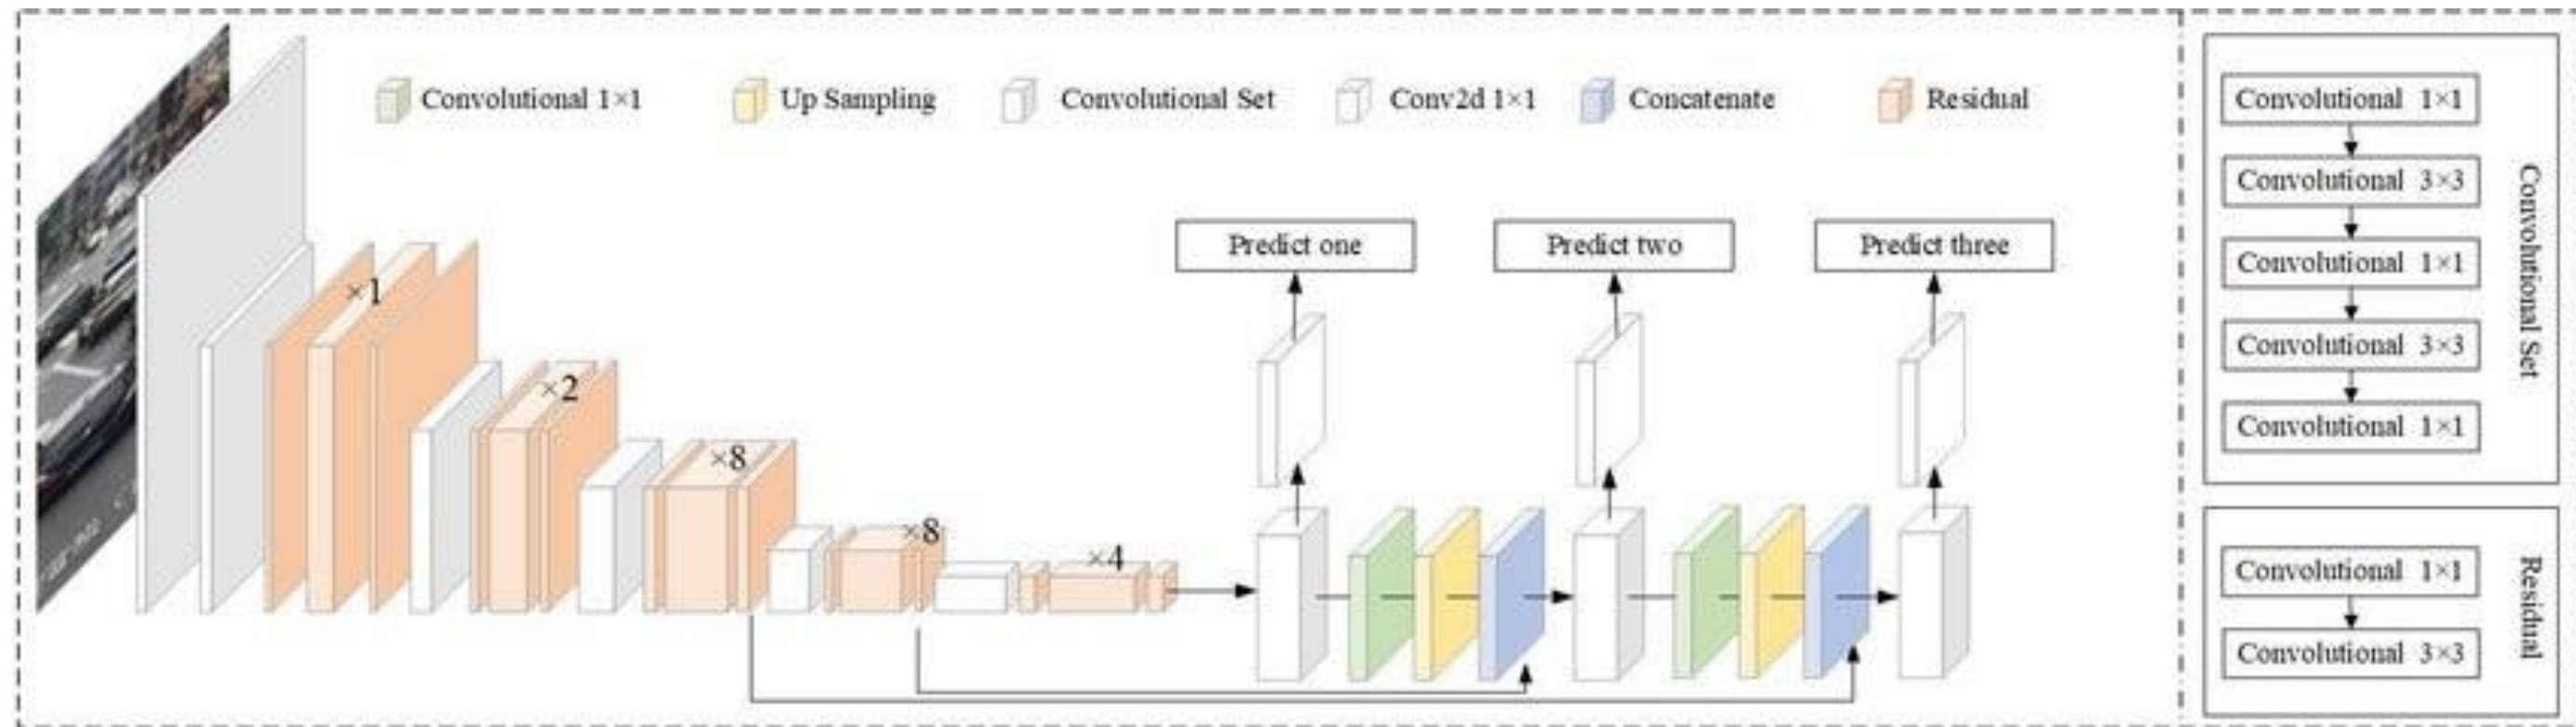 Convolutional 1×1
Up Sampling
Convolutional Set
Conv2d 1×1
Concatenate
Residual
×1
×2
×8
×8
×4
Predict one
Predict two
Predict three
Convolutional 1×1
Convolutional 3×3
Convolutional 1×1
Convolutional 3×3
Convolutional 1×1
Convolutional Set
Convolutional 1×1
Convolutional 3×3
Residual